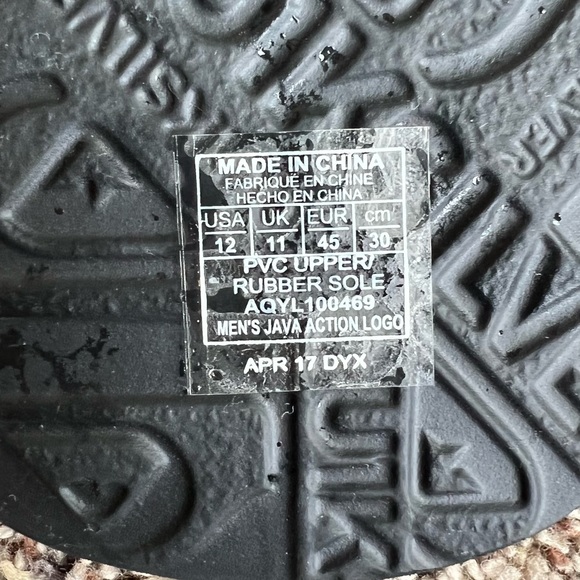 MADE IN CHINA
FABRIQUÉ EN CHINE
HECHO EN CHINA
USA UK EUR cm
12 11 45 30
PVC UPPER/
RUBBER SOLE
AQYL100469
MEN'S JAVA ACTION LOGO
APR 17 DYX